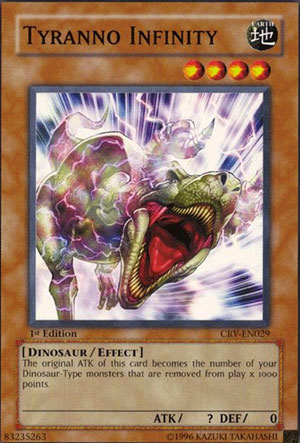 TYRANNO INFINITY
EARTH
地
1st Edition
CRV-EN029
[DINOSAUR/EFFECT]
The original ATK of this card becomes the number of
your Dinosaur-Type monsters that are removed from play x 1000
points.
ATK/ ? DEF/ 0
83235263
©1996 KAZUKI TAKAHASHI